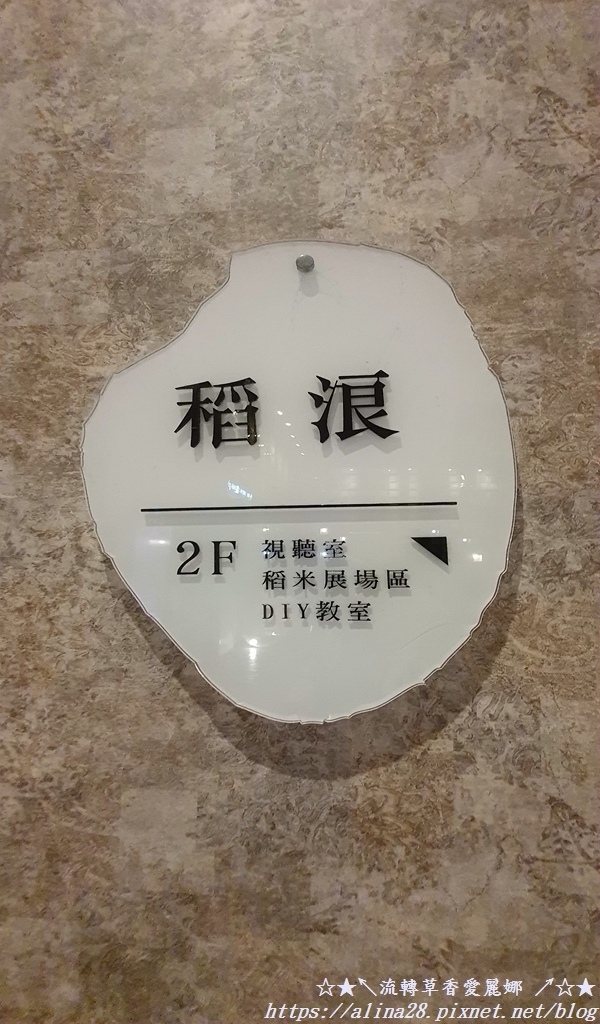 稻浪
2F 視聽室
稻米展場區
DIY教室
☆★↖流轉草香愛麗娜 ↗☆★
https://alina28.pixnet.net/blog